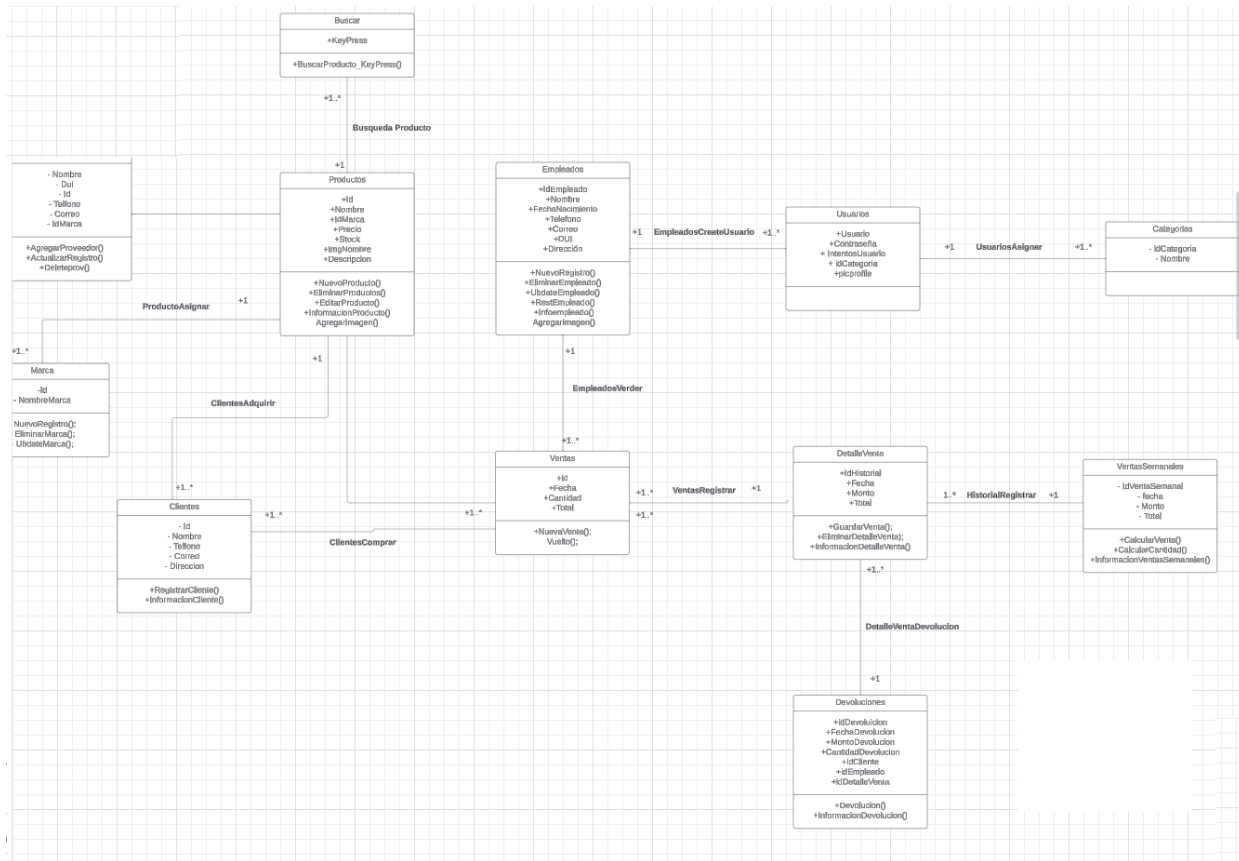 Buscar
+KeyPress
+BuscarProducto_KeyPress()
+1..*
Busqueda Producto
+1
- Nombre
- Dui
- Id
- Telfono
- Correo
- IdMarca
+AgregarProveedor()
+ActualizarRegistro()
+Deleteprov()
Productos
+Id
+Nombre
+IdMarca
+Precio
+Stock
+ImgNombre
+Descripcion
+NuevoProducto()
+EliminarProductos()
+EditarProducto()
+InformacionProducto()
AgregarImagen()
Empleados
+IdEmpleado
+Nombre
+FechaNacimiento
+Telefono
+Correo
+DUI
+Dirección
+NuevoRegistro()
+EliminarEmpleado()
+UbdateEmpleado()
+RestEmpleado()
+Infoempleado()
AgregarImagen()
+1
EmpleadosCreateUsuario
+1..*
Usuarios
+Usuario
+ Contraseña
+ IntentosUsuario
+ idCategoria
+picprofile
+1
UsuariosAsignar
+1..*
Categorias
- idCategoria
- Nombre
ProductoAsignar
+1
+1..*
Marca
-Id
- NombreMarca
NuevoRegistro();
EliminarMarca();
UbdateMarca();
+1
ClientesAdquirir
+1..*
+1
EmpleadosVerder
+1..*
Clientes
- Id
- Nombre
- Telfono
- Correo
- Direccion
+RegistrarCliente()
+InformacionCliente()
+1..*
ClientesComprar
+1..*
Ventas
+Id
+Fecha
+Cantidad
+Total
+NuevaVenta();
Vuelto();
+1..*
VentasRegistrar
+1
+1..*
DetalleVenta
+IdHistorial
+Fecha
+Monto
+Total
+GuardarVenta();
+EliminarDetalleVenta);
+InformacionDetalleVenta()
1..*
HistorialRegistrar
+1
VentasSemanales
- IdVentaSemanal
- fecha
- Monto
- Total
+CalcularVenta()
+CalcularCantidad()
+InformacionVentasSemanales()
+1..*
DetalleVentaDevolucion
+1
Devoluciones
+idDevoluicion
+FechaDevolucion
+MontoDevolucion
+CantidadDevolucion
+idCliente
+idEmpleado
+IdDetalleVenta
+Devolucion()
+InformacionDevolucion()